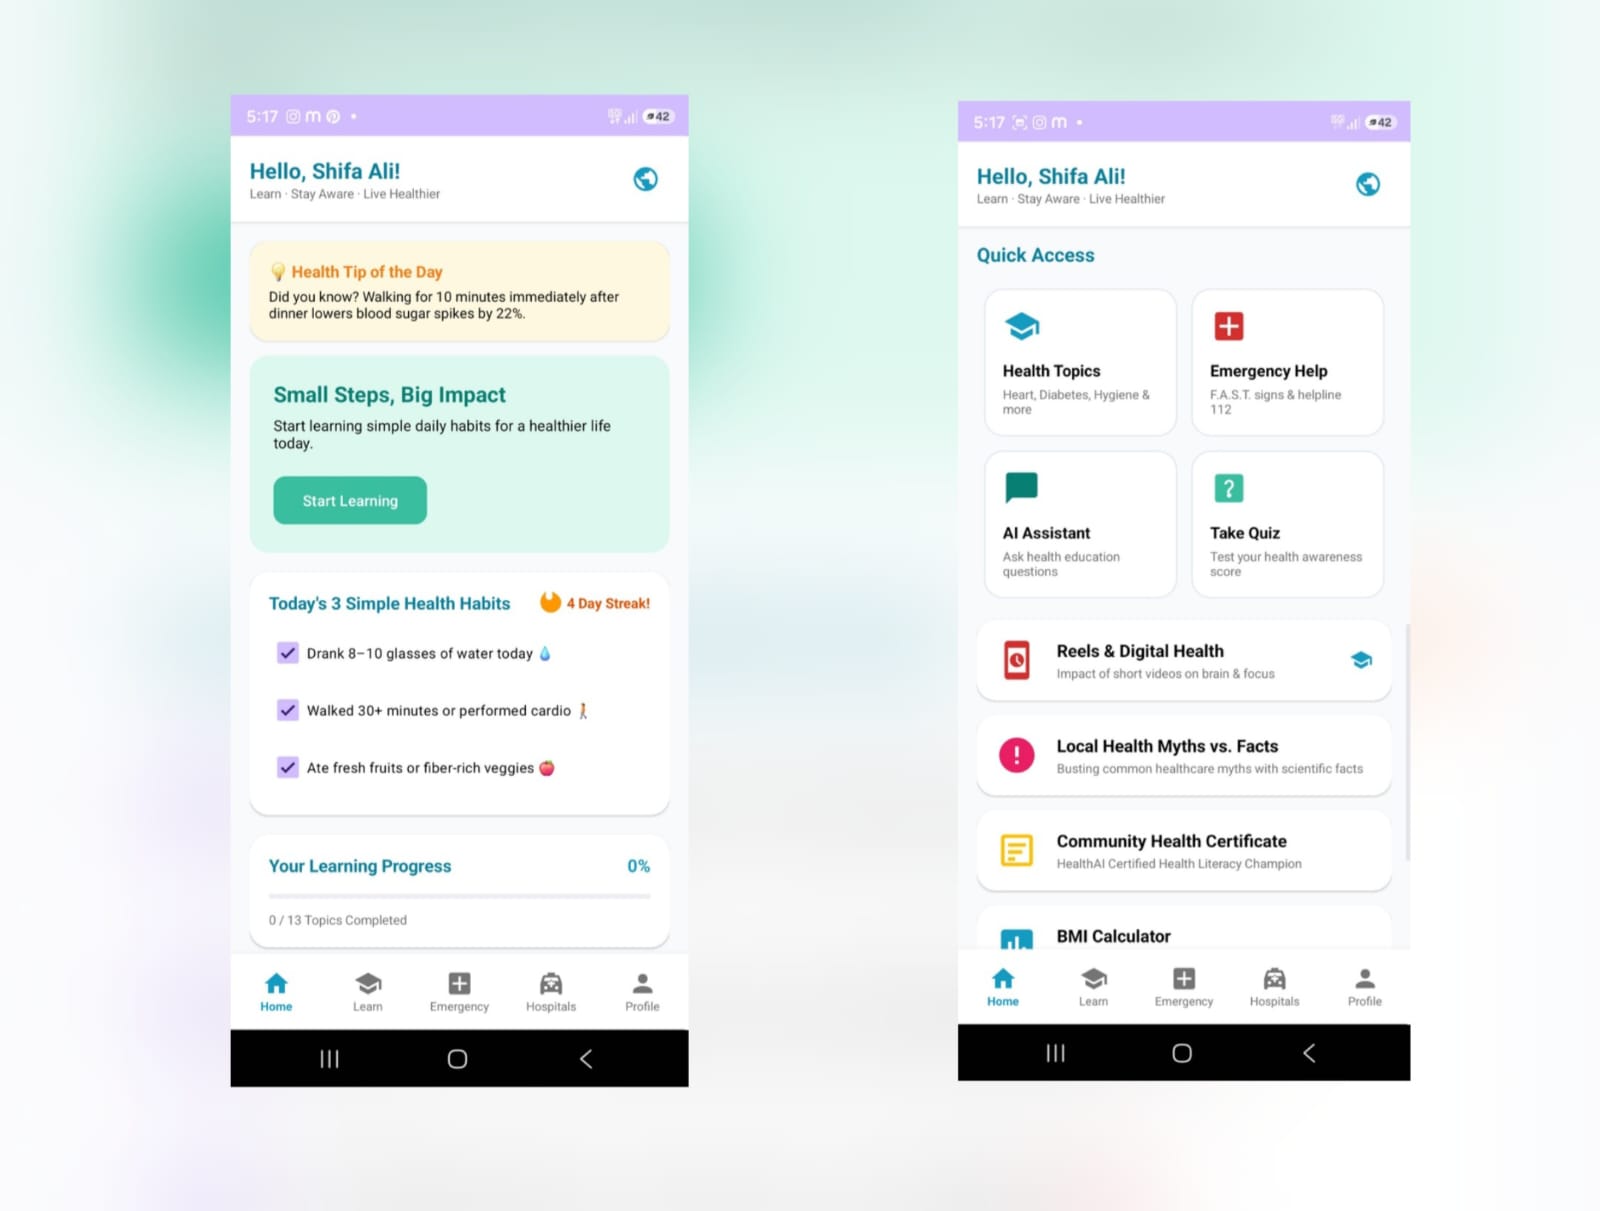 5:17
42
Hello, Shifa Ali!
Learn · Stay Aware · Live Healthier
💡 Health Tip of the Day
Did you know? Walking for 10 minutes immediately after
dinner lowers blood sugar spikes by 22%.
Small Steps, Big Impact
Start learning simple daily habits for a healthier life
today.
Start Learning
Today's 3 Simple Health Habits
4 Day Streak!
Drank 8–10 glasses of water today 💧
Walked 30+ minutes or performed cardio 🚶
Ate fresh fruits or fiber-rich veggies 🍎
Your Learning Progress
0%
0 / 13 Topics Completed
Home
Learn
Emergency
Hospitals
Profile
5:17
42
Hello, Shifa Ali!
Learn · Stay Aware · Live Healthier
Quick Access
Health Topics
Heart, Diabetes, Hygiene &
more
Emergency Help
F.A.S.T. signs & helpline
112
AI Assistant
Ask health education
questions
Take Quiz
Test your health awareness
score
Reels & Digital Health
Impact of short videos on brain & focus
Local Health Myths vs. Facts
Busting common healthcare myths with scientific facts
Community Health Certificate
HealthAI Certified Health Literacy Champion
BMI Calculator
Home
Learn
Emergency
Hospitals
Profile